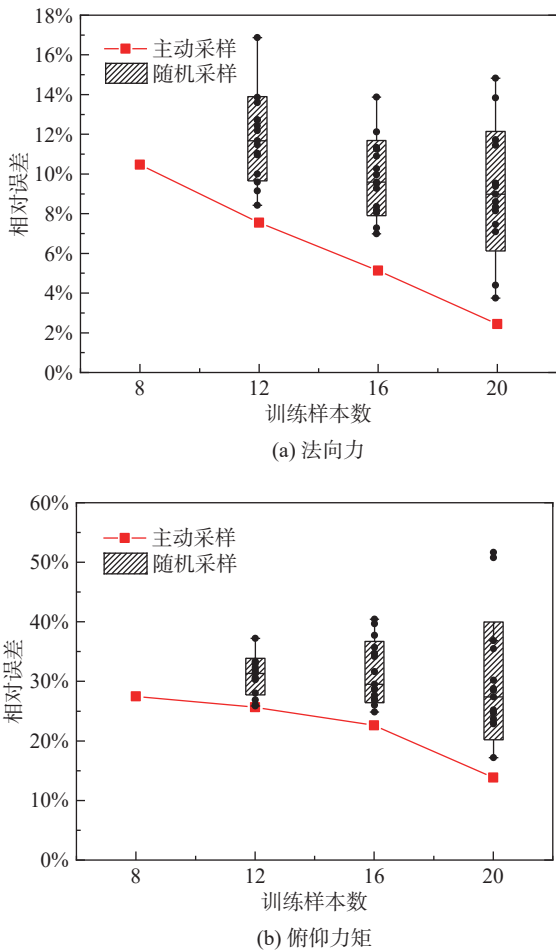 18%
16%
14%
12%
10%
8%
6%
4%
2%
0%
相对误差
主动采样
随机采样
8 12 16 20
训练样本数
(a) 法向力
60%
50%
40%
30%
20%
10%
0%
相对误差
主动采样
随机采样
8 12 16 20
训练样本数
(b) 俯仰力矩